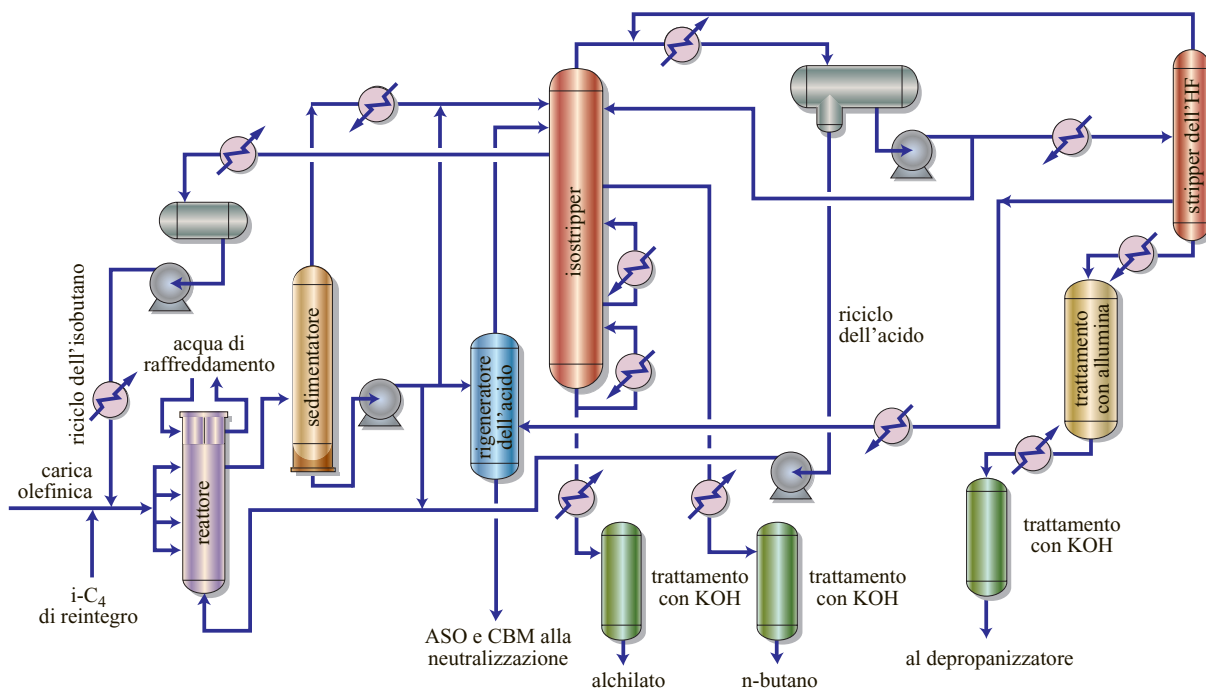 stripper dell'HF
isostripper
riciclo dell'isobutano
sedimentatore
riciclo
dell'acido
trattamento
con allumina
acqua di
raffreddamento
rigeneratore
dell'acido
carica
olefinica
reattore
trattamento
con KOH
i-C₄
di reintegro
trattamento
con KOH
trattamento
con KOH
ASO e CBM alla
neutralizzazione
alchilato
n-butano
al depropanizzatore